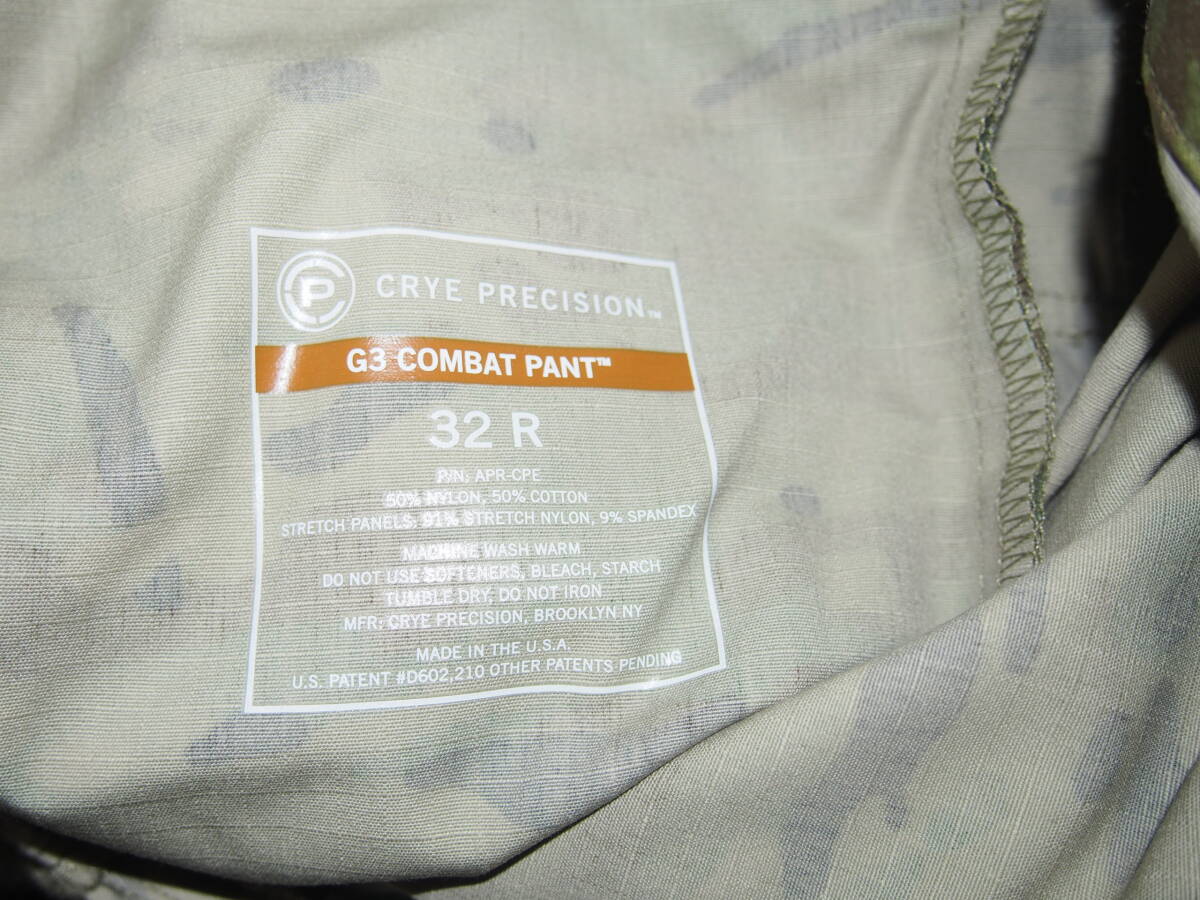 CP CRYE PRECISION™
G3 COMBAT PANT™
32 R
P/N: APR-CPE
50% NYLON, 50% COTTON
STRETCH PANELS: 91% STRETCH NYLON, 9% SPANDEX
MACHINE WASH WARM
DO NOT USE SOFTENERS, BLEACH, STARCH
TUMBLE DRY, DO NOT IRON
MFR: CRYE PRECISION, BROOKLYN NY
MADE IN THE U.S.A.
U.S. PATENT #D602,210 OTHER PATENTS PENDING